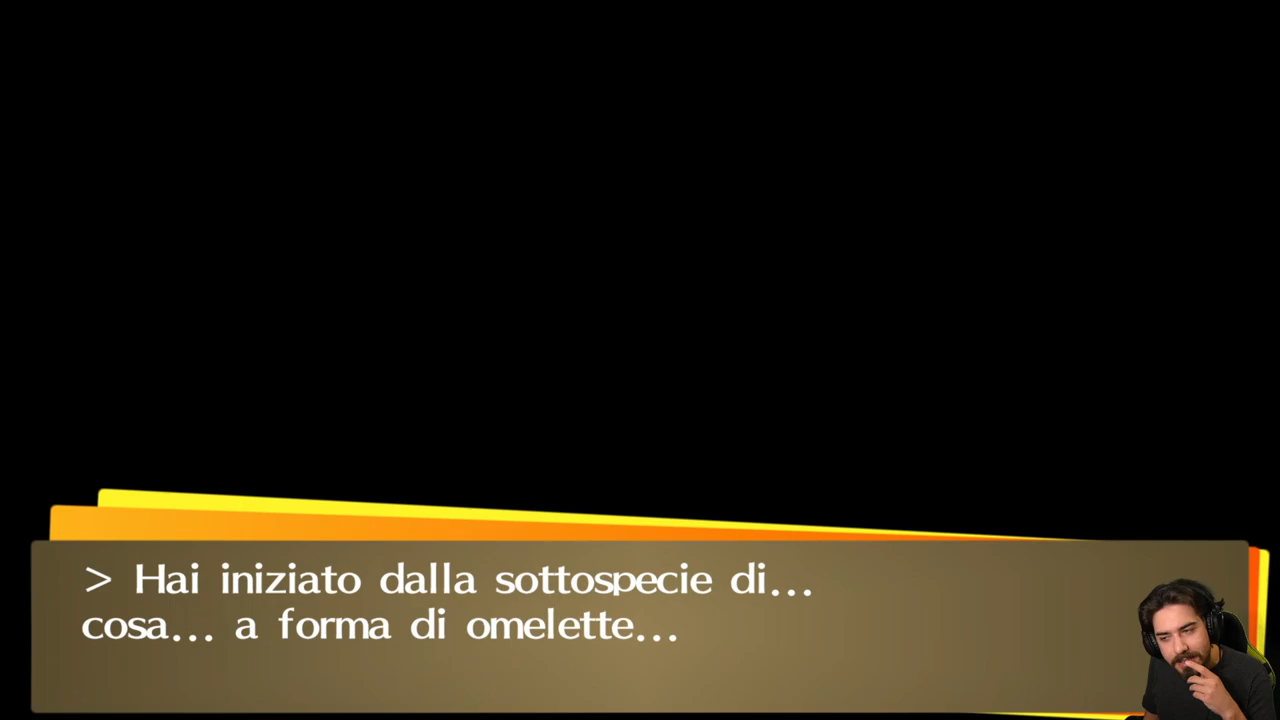 > Hai iniziato dalla sottospecie di...
cosa... a forma di omelette...